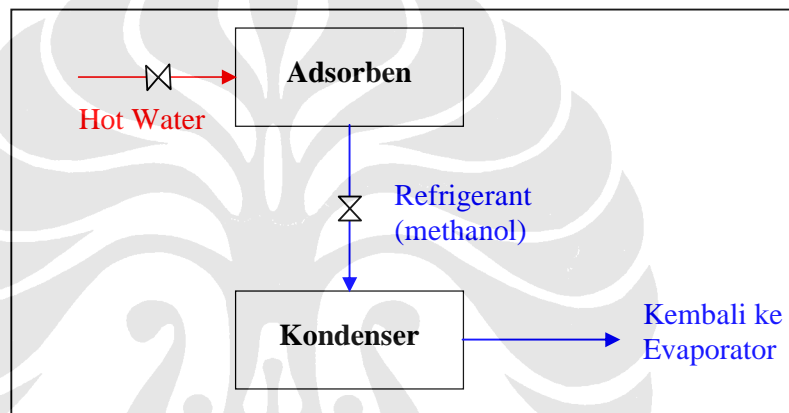 Adsorben
Hot Water
Refrigerant
(methanol)
Kondenser
Kembali ke
Evaporator